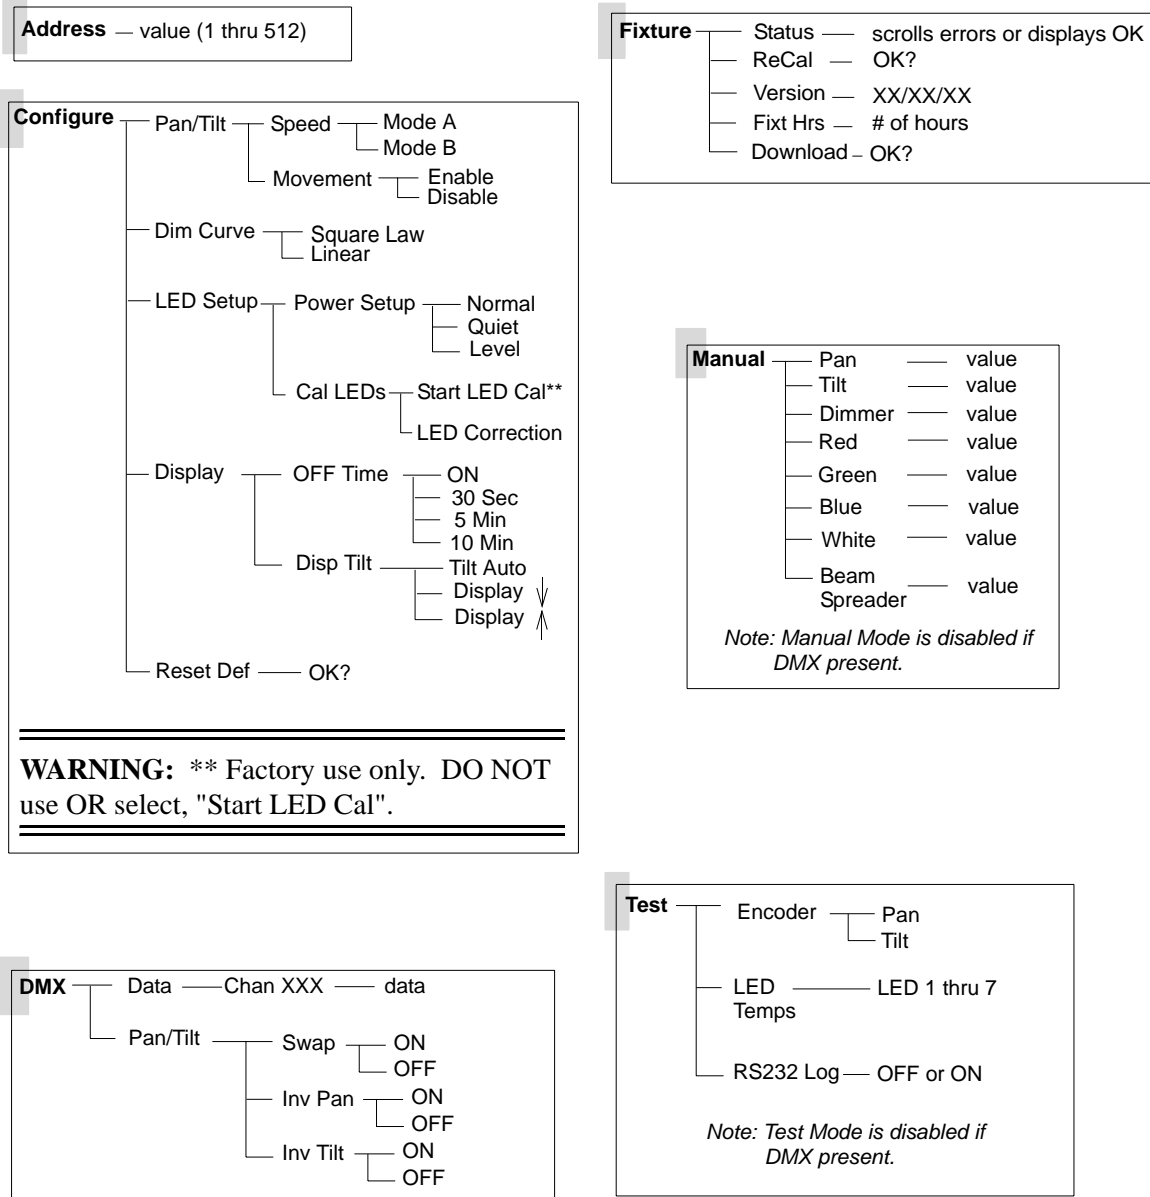 Address value (1 thru 512)
Configure Pan/Tilt Speed Mode A
Mode B
Movement Enable
Disable
Dim Curve Square Law
Linear
LED Setup Power Setup Normal
Quiet
Level
Cal LEDs Start LED Cal**
LED Correction
Display OFF Time ON
30 Sec
5 Min
10 Min
Disp Tilt Tilt Auto
Display
Display
Reset Def OK?
WARNING: ** Factory use only. DO NOT
use OR select, "Start LED Cal".
DMX Data Chan XXX data
Pan/Tilt Swap ON
OFF
Inv Pan ON
OFF
Inv Tilt ON
OFF
Fixture Status scrolls errors or displays OK
ReCal OK?
Version XX/XX/XX
Fixt Hrs # of hours
Download OK?
Manual Pan value
Tilt value
Dimmer value
Red value
Green value
Blue value
White value
Beam
Spreader value
Note: Manual Mode is disabled if
DMX present.
Test Encoder Pan
Tilt
LED LED 1 thru 7
Temps
RS232 Log OFF or ON
Note: Test Mode is disabled if
DMX present.